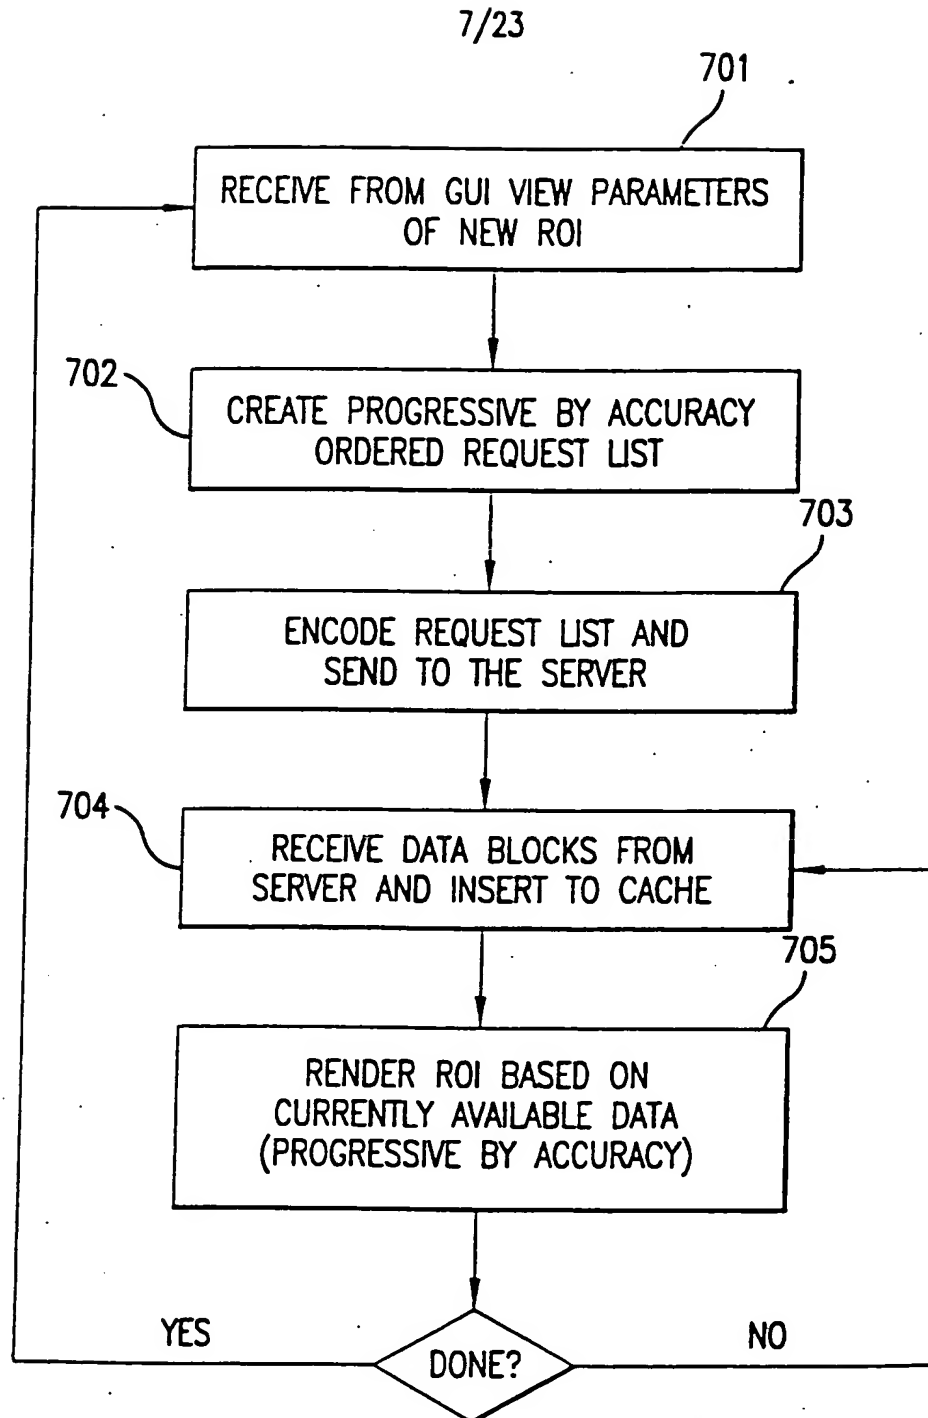 7/23
701
RECEIVE FROM GUI VIEW PARAMETERS
OF NEW ROI
702
CREATE PROGRESSIVE BY ACCURACY
ORDERED REQUEST LIST
703
ENCODE REQUEST LIST AND
SEND TO THE SERVER
704
RECEIVE DATA BLOCKS FROM
SERVER AND INSERT TO CACHE
705
RENDER ROI BASED ON
CURRENTLY AVAILABLE DATA
(PROGRESSIVE BY ACCURACY)
YES
DONE?
NO